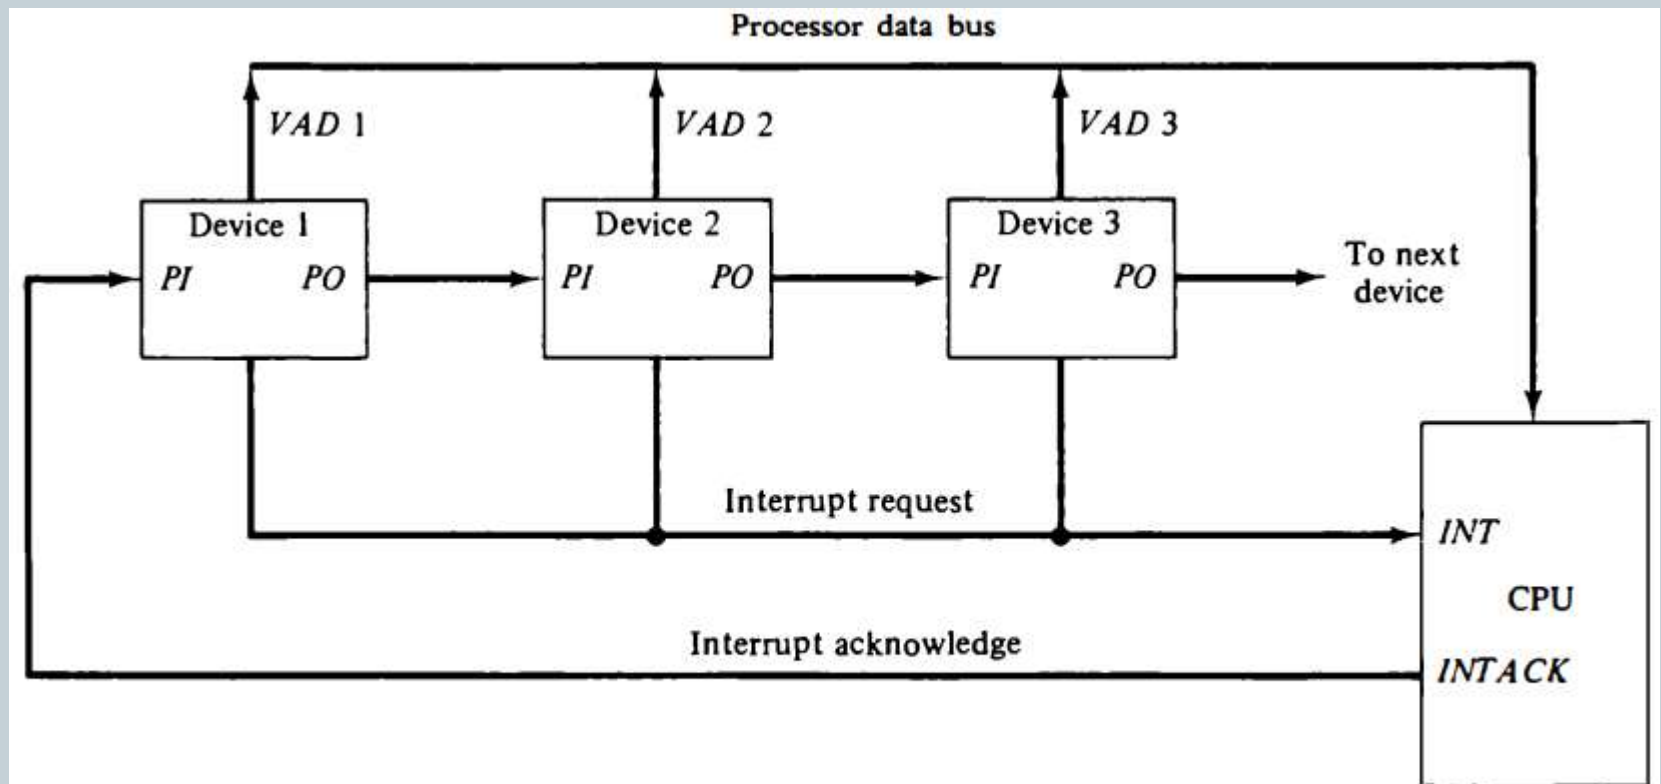 Processor data bus
VAD 1
VAD 2
VAD 3
Device 1
Device 2
Device 3
PI
PO
PI
PO
PI
PO
To next
device
Interrupt request
INT
CPU
Interrupt acknowledge
INTACK